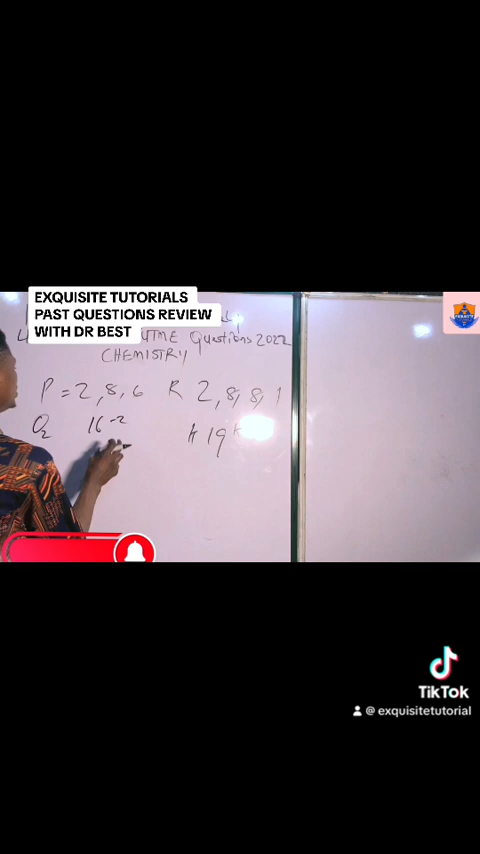 EXQUISITE TUTORIALS
PAST QUESTIONS REVIEW
WITH DR BEST
UTME Questions 2022
CHEMISTRY
P = 2, 8, 6 R 2, 8, 8, 1
O2 16 -2
19 K
TikTok
@ exquisitetutorial